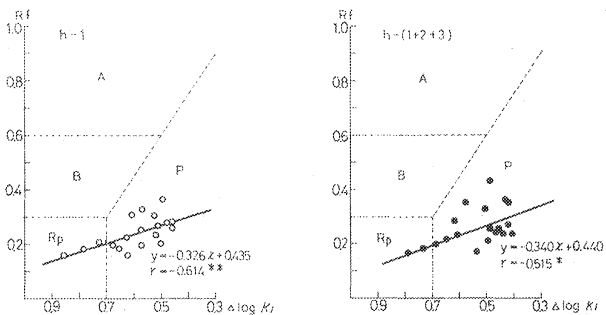 Rf
h-1
1.0
0.8
A
0.6
B
P
0.4
Rp
0.2
y=-0.326x+0.435
r=-0.614**
0.9 0.7 0.5 0.3 Δlog Ki
Rf
h-(1+2+3)
1.0
0.8
A
0.6
B
P
0.4
Rp
0.2
y=-0.340x+0.440
r=-0.515*
0.9 0.7 0.5 0.3 Δlog Ki